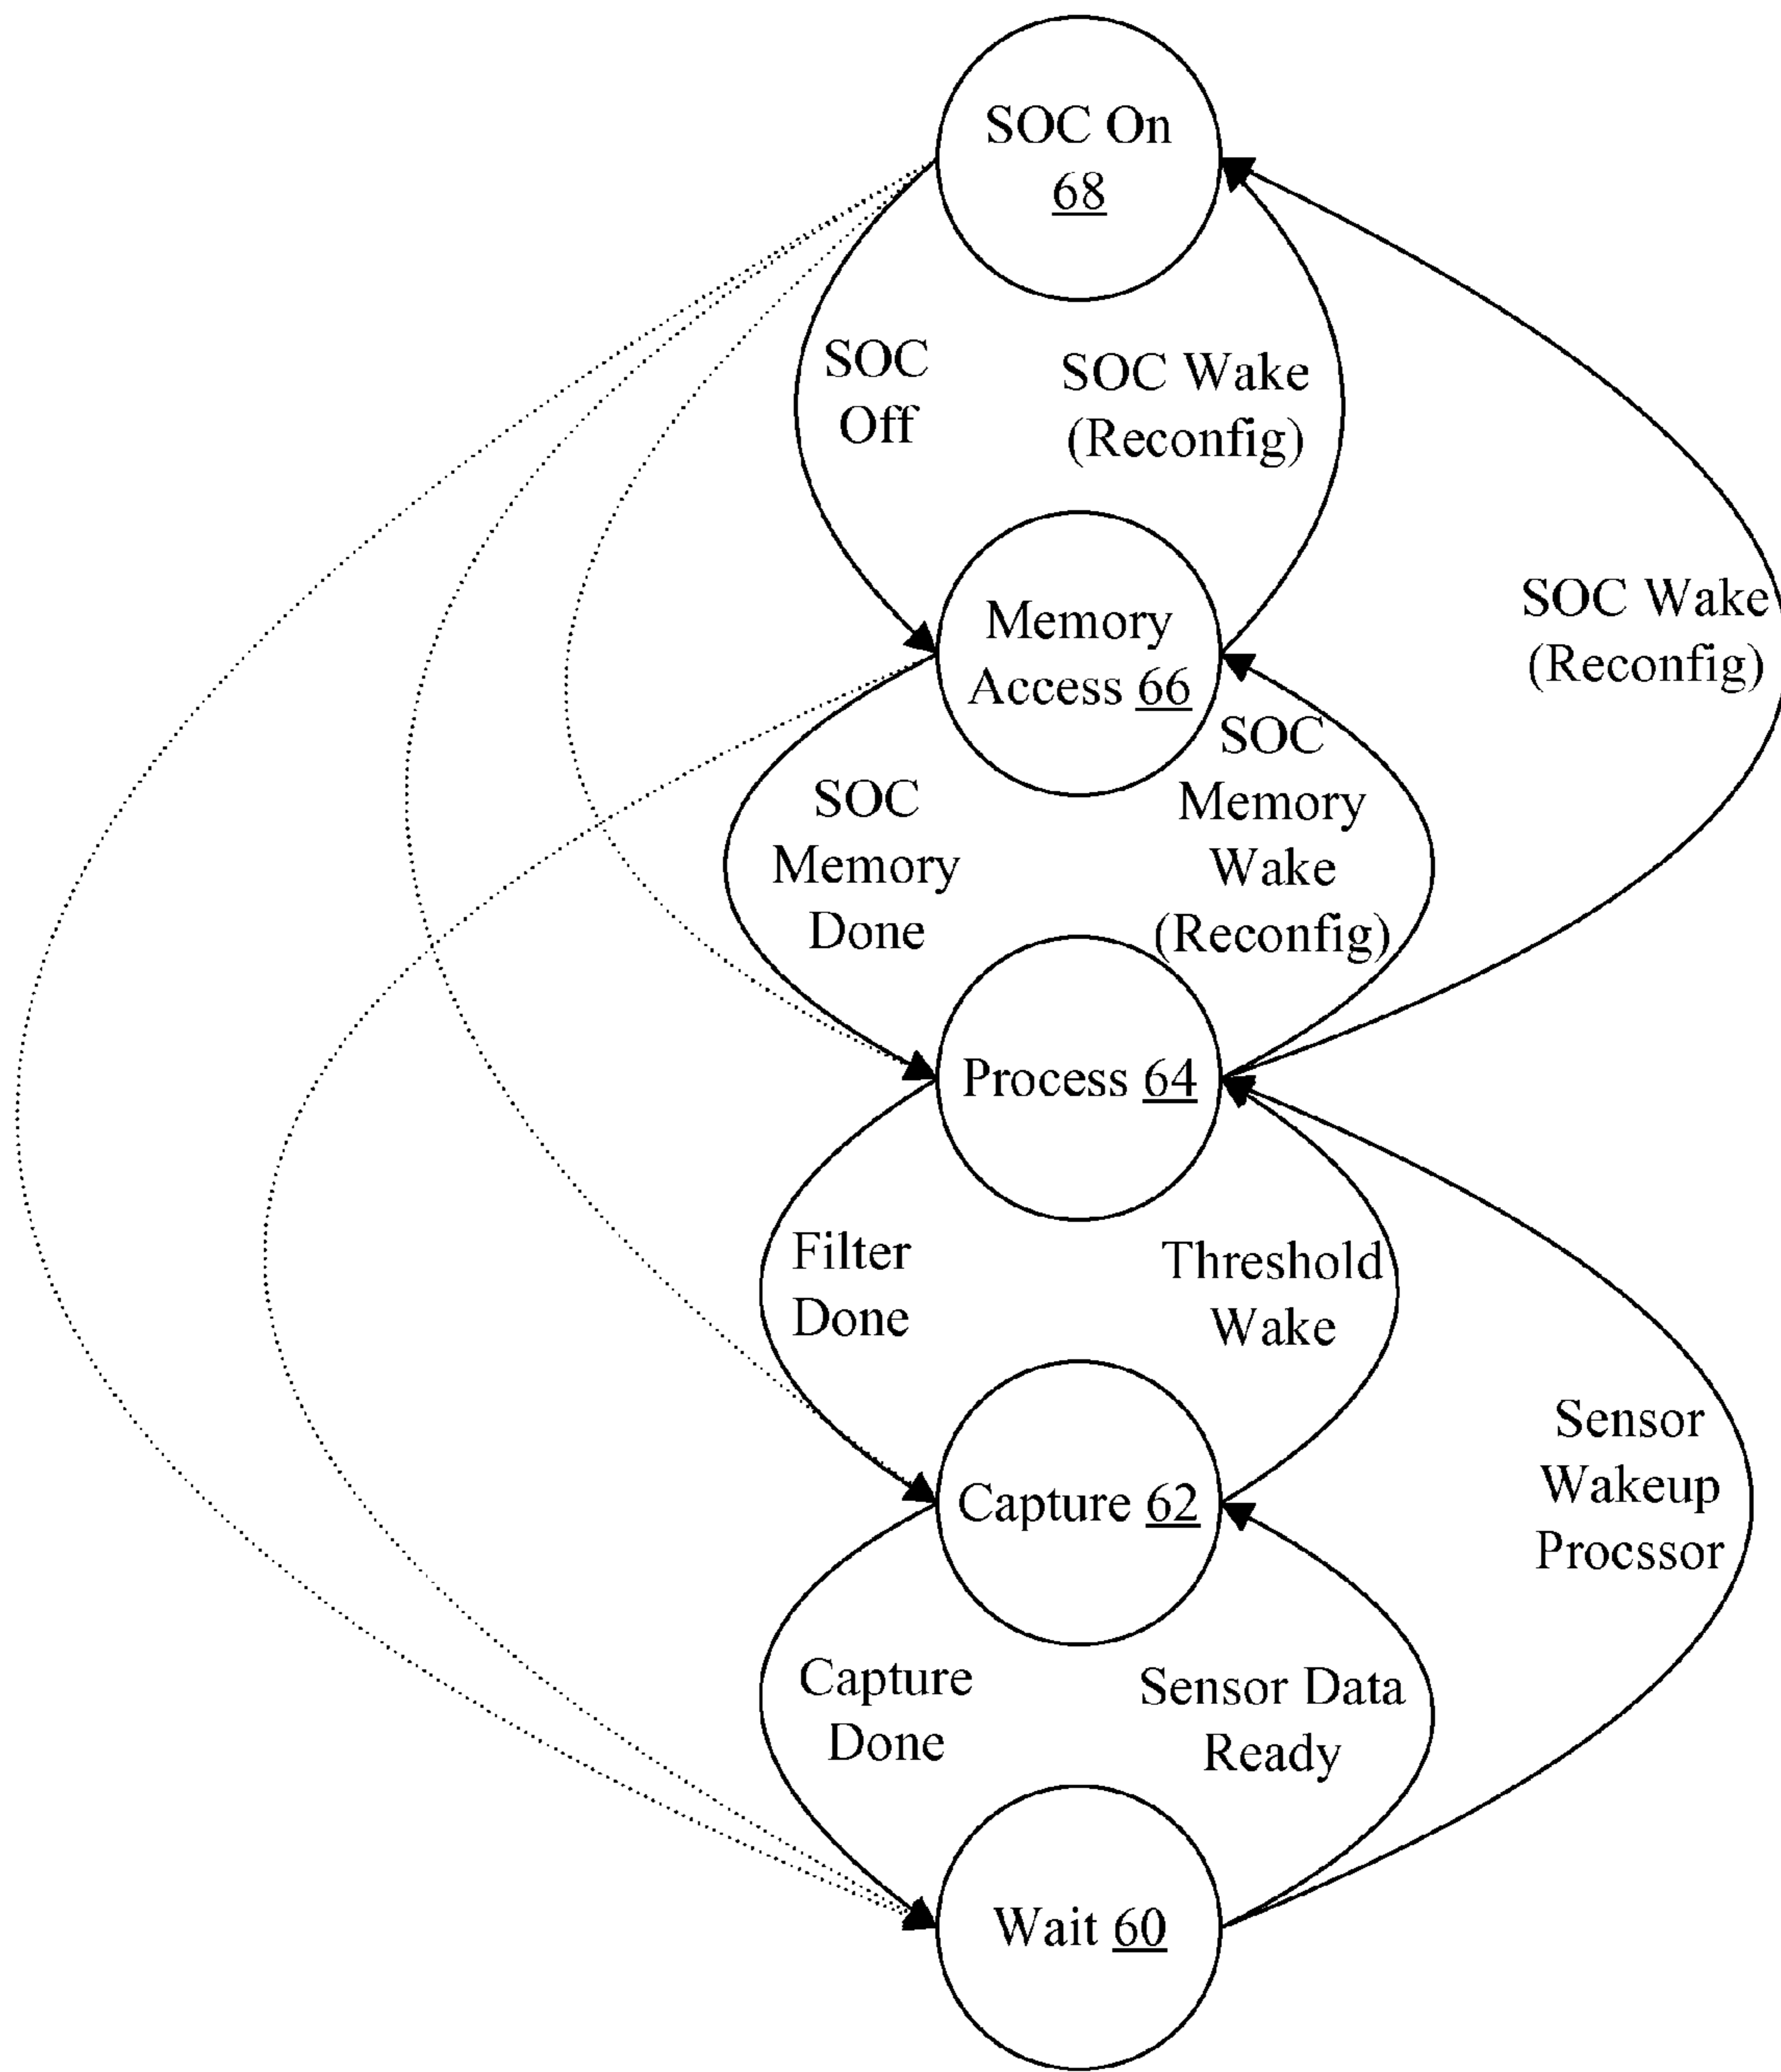 SOC On
68
SOC
Off
SOC Wake
(Reconfig)
SOC Wake
(Reconfig)
Memory
Access 66
SOC
Memory
Done
SOC
Memory
Wake
(Reconfig)
Process 64
Filter
Done
Threshold
Wake
Sensor
Wakeup
Procssor
Capture 62
Capture
Done
Sensor Data
Ready
Wait 60